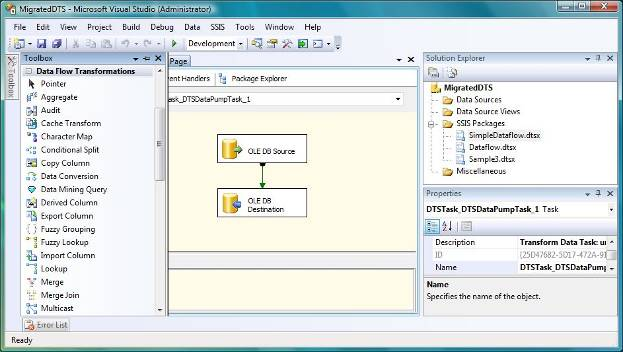 MigratedDTS - Microsoft Visual Studio (Administrator)
File Edit View Project Build Debug Data SSIS Tools Window Community Help
Development
Toolbox
Data Flow Transformations
Pointer
Aggregate
Audit
Cache Transform
Character Map
Conditional Split
Copy Column
Data Conversion
Data Mining Query
Derived Column
Export Column
Fuzzy Grouping
Fuzzy Lookup
Import Column
Lookup
Merge
Merge Join
Multicast
Toolbox
Page
ent Handlers Package Explorer
sk_DTSDataPumpTask_1
OLE DB Source
OLE DB
Destination
Solution Explorer
MigratedDTS
Data Sources
Data Source Views
SSIS Packages
SimpleDataflow.dtsx
Dataflow.dtsx
Sample3.dtsx
Miscellaneous
Properties
DTSTask_DTSDataPumpTask_1 Task
Description Transform Data Task: u
ID {25D47682-5D17-472A-91
Name DTSTask_DTSDataPump
Name
Specifies the name of the object.
Error List
Ready